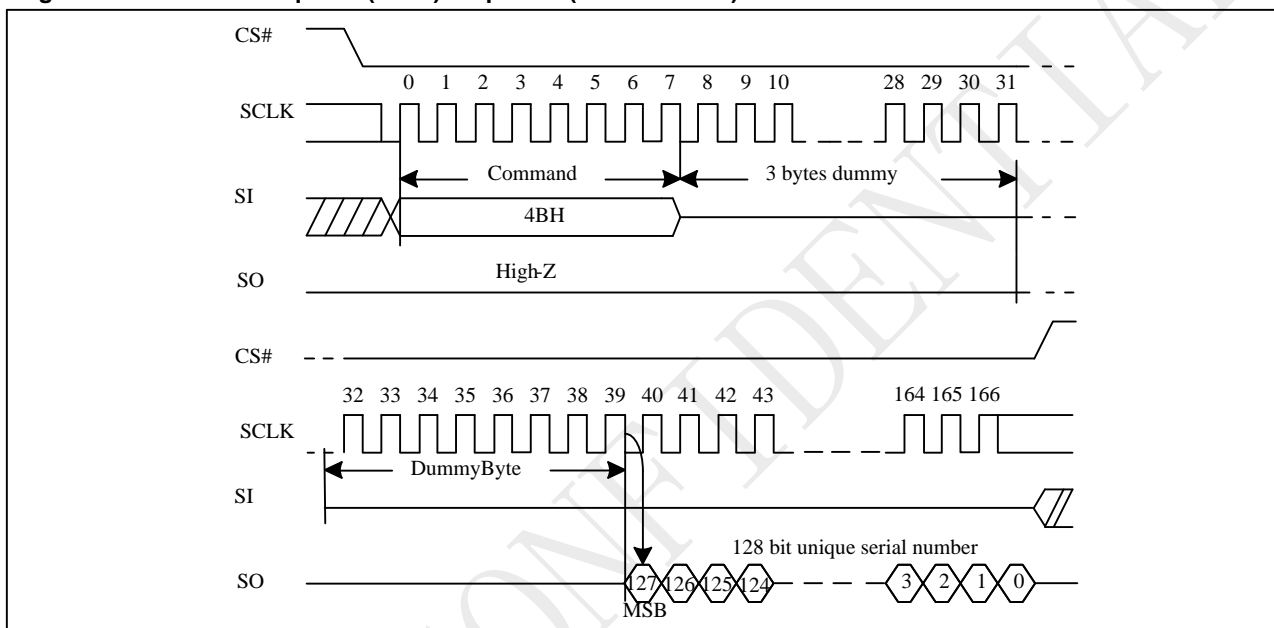 CS#
0 1 2 3 4 5 6 7 8 9 10 28 29 30 31
SCLK
Command 3 bytes dummy
SI
4BH
High-Z
SO
CS#
32 33 34 35 36 37 38 39 40 41 42 43 164 165 166
SCLK
DummyByte
SI
128 bit unique serial number
SO 127 126 125 124 3 2 1 0
MSB